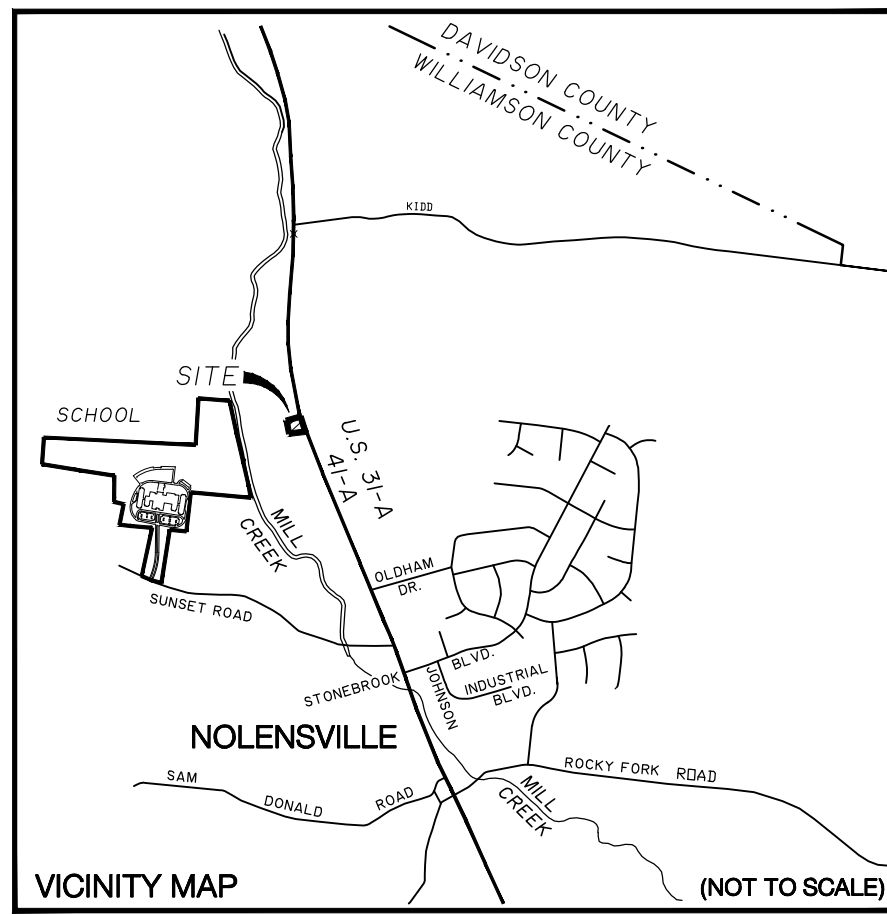 DAVIDSON COUNTY
WILLIAMSON COUNTY
KIDD
SITE
SCHOOL
U.S. 31-A
41-A
MILL
CREEK
OLDHAM
DR.
SUNSET ROAD
STONEBROOK BLVD.
JOHNSON
INDUSTRIAL
BLVD.
NOLENSVILLE
SAM DONALD ROAD
ROCKY FORK ROAD
MILL
CREEK
VICINITY MAP
(NOT TO SCALE)